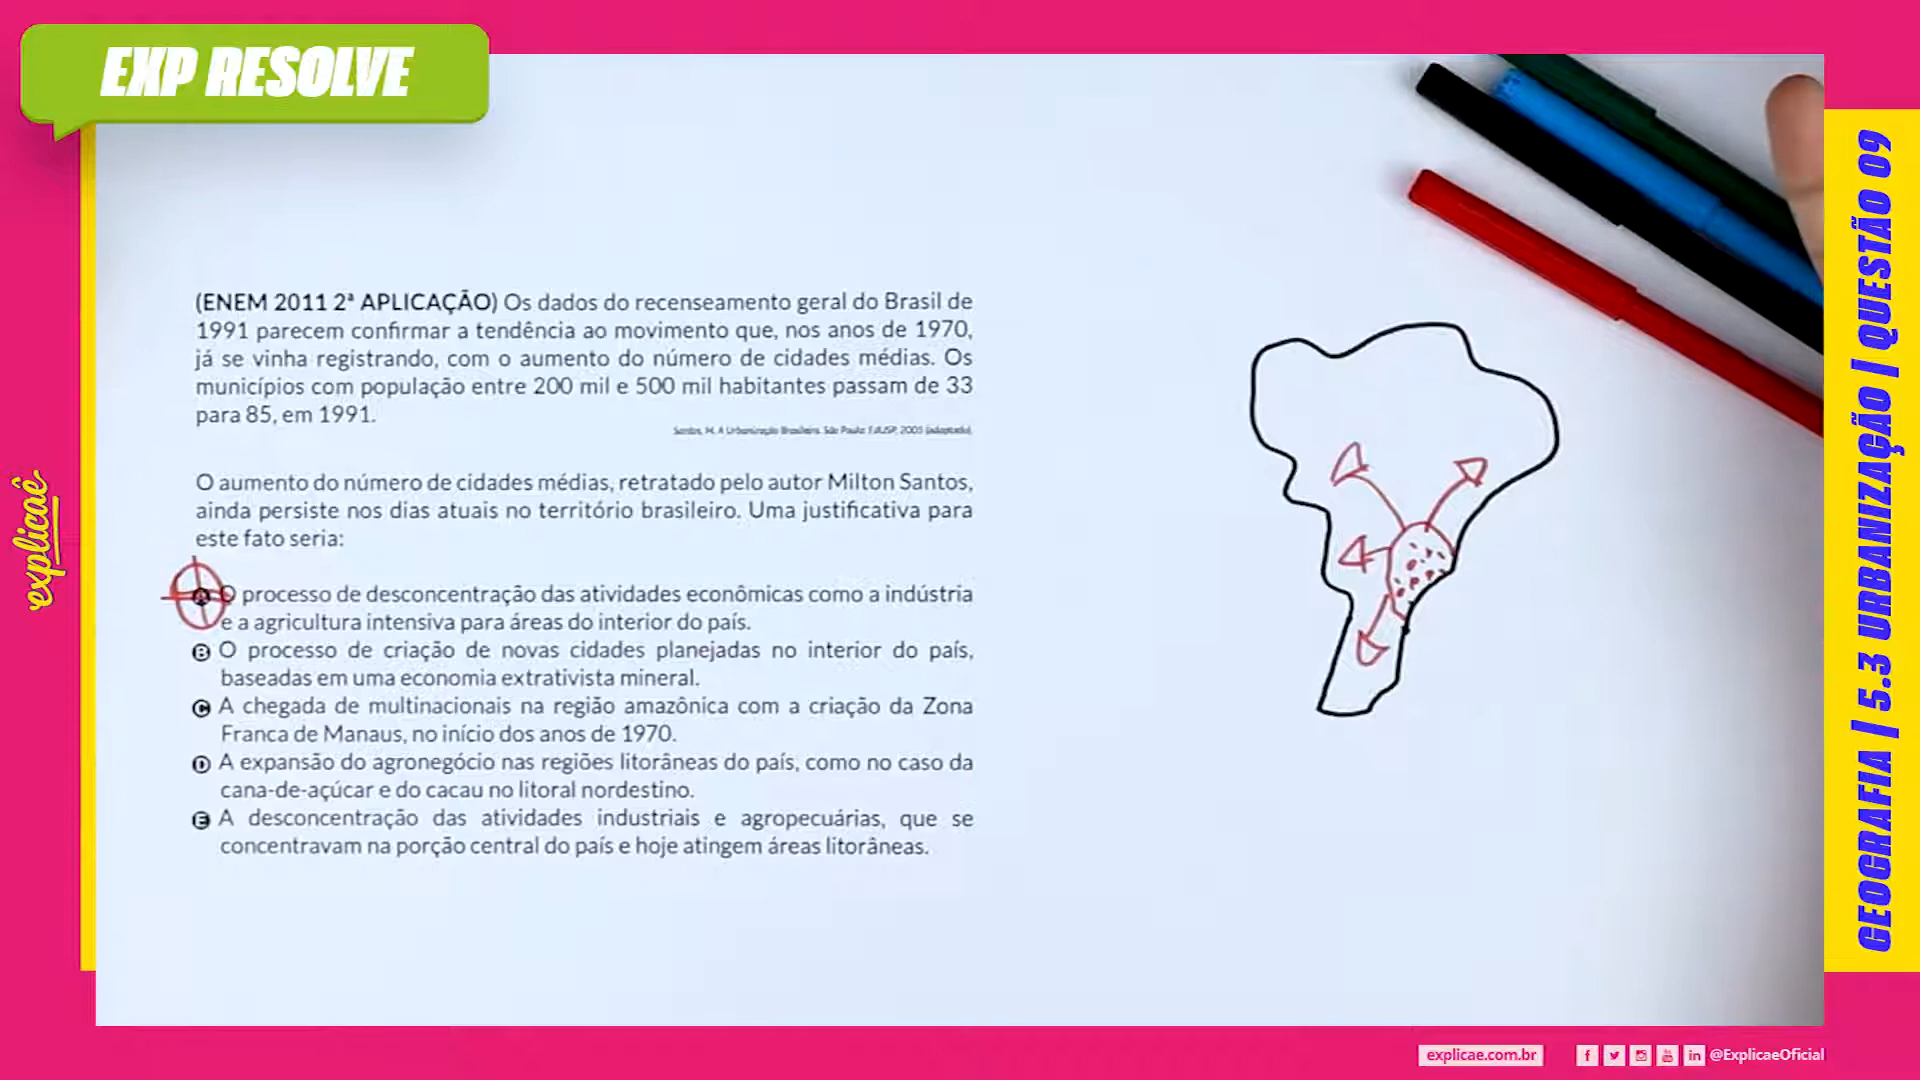 EXP RESOLVE
(ENEM 2011 2ª APLICAÇÃO) Os dados do recenseamento geral do Brasil de
1991 parecem confirmar a tendência ao movimento que, nos anos de 1970,
já se vinha registrando, com o aumento do número de cidades médias. Os
municípios com população entre 200 mil e 500 mil habitantes passam de 33
para 85, em 1991.
Santos, M. A Urbanização Brasileira. São Paulo: EdUSP, 2005 (adaptado).
O aumento do número de cidades médias, retratado pelo autor Milton Santos,
ainda persiste nos dias atuais no território brasileiro. Uma justificativa para
este fato seria:
A O processo de desconcentração das atividades econômicas como a indústria
e a agricultura intensiva para áreas do interior do país.
B O processo de criação de novas cidades planejadas no interior do país,
baseadas em uma economia extrativista mineral.
C A chegada de multinacionais na região amazônica com a criação da Zona
Franca de Manaus, no início dos anos de 1970.
D A expansão do agronegócio nas regiões litorâneas do país, como no caso da
cana-de-açúcar e do cacau no litoral nordestino.
E A desconcentração das atividades industriais e agropecuárias, que se
concentravam na porção central do país e hoje atingem áreas litorâneas.
explicaê
GEOGRAFIA | 5.3 URBANIZAÇÃO | QUESTÃO 09
explicae.com.br
@ExplicaeOficial